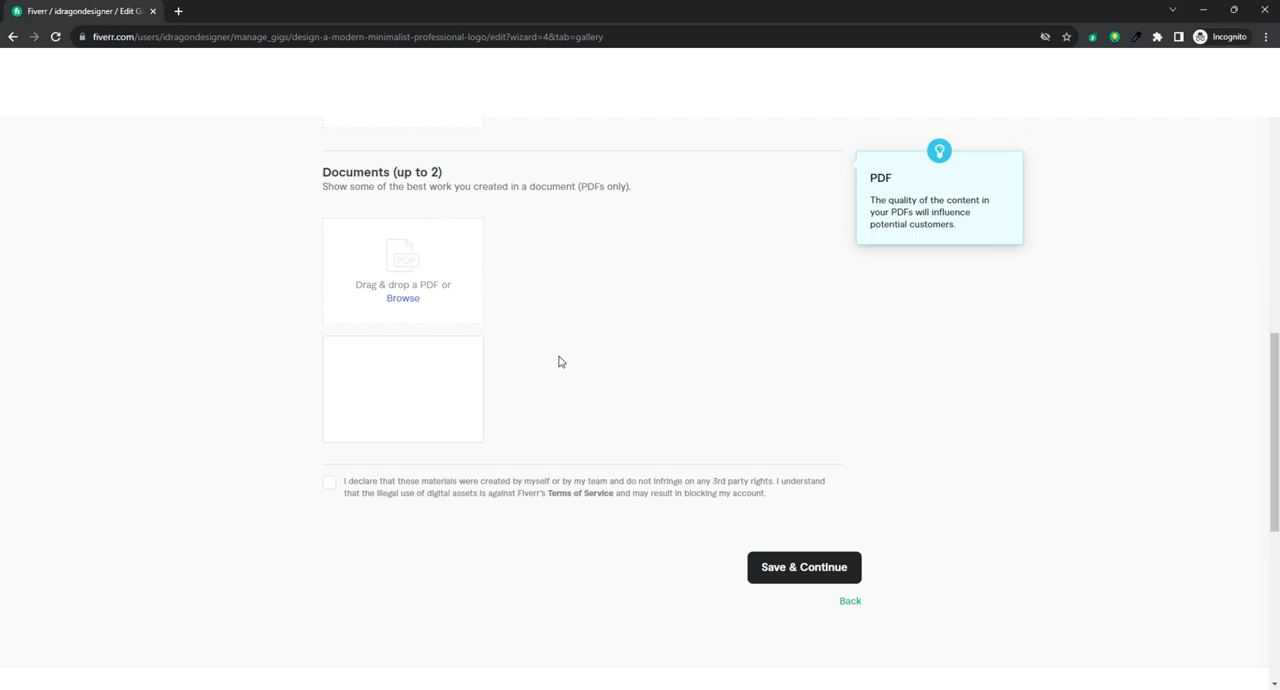 Fiverr / idragondesigner / Edit G
fiverr.com/users/idragondesigner/manage_gigs/design-a-modern-minimalist-professional-logo/edit?wizard=4&tab=gallery
Incognito
Documents (up to 2)
Show some of the best work you created in a document (PDFs only).
PDF
Drag & drop a PDF or
Browse
PDF
The quality of the content in
your PDFs will influence
potential customers.
I declare that these materials were created by myself or by my team and do not infringe on any 3rd party rights. I understand
that the illegal use of digital assets is against Fiverr's Terms of Service and may result in blocking my account.
Save & Continue
Back